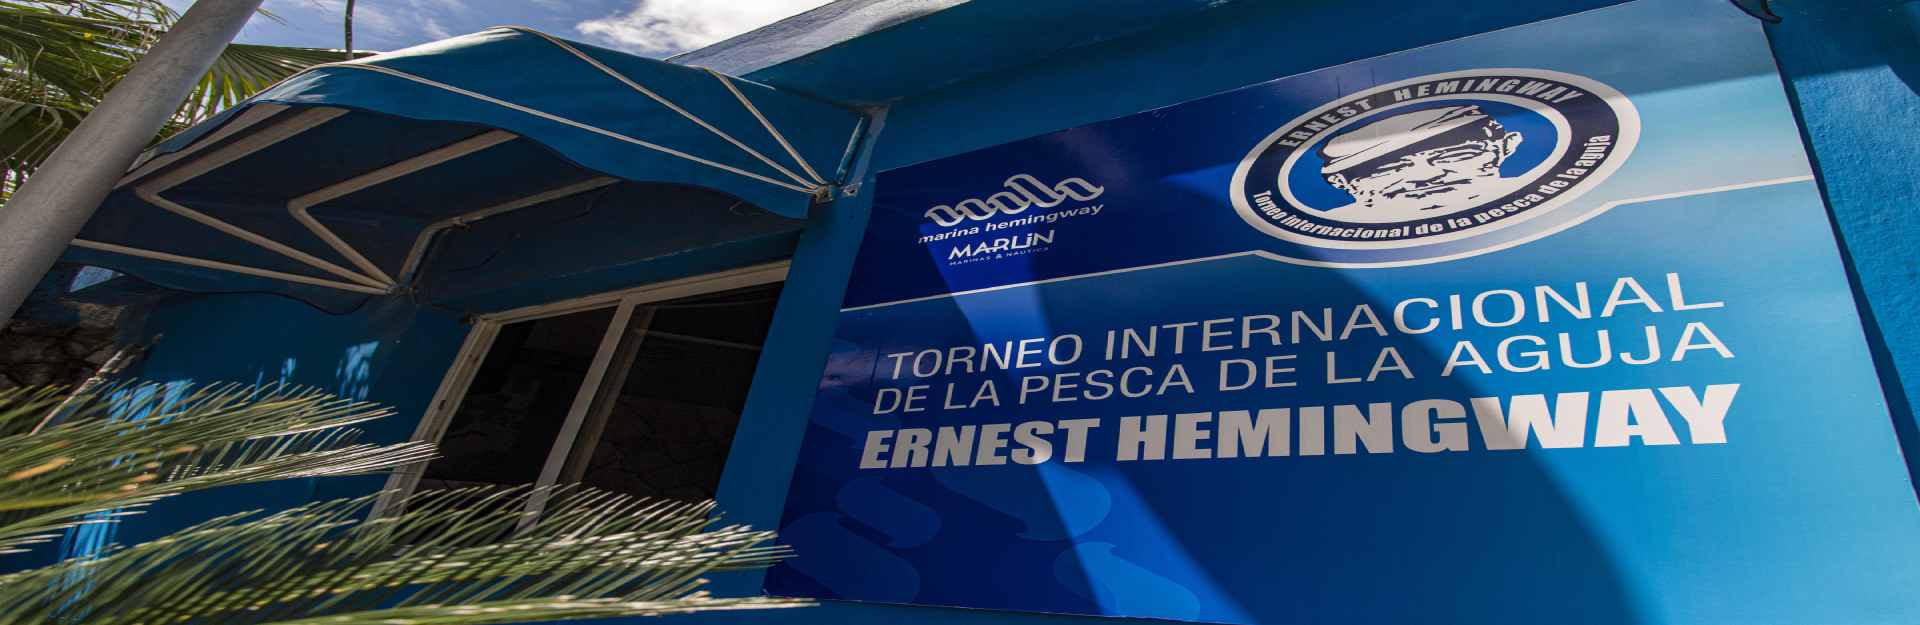 marina hemingway
MARLIN
MARINAS & NAUTICA
ERNEST HEMINGWAY
Torneo internacional de la pesca de la aguja
TORNEO INTERNACIONAL
DE LA PESCA DE LA AGUJA
ERNEST HEMINGWAY